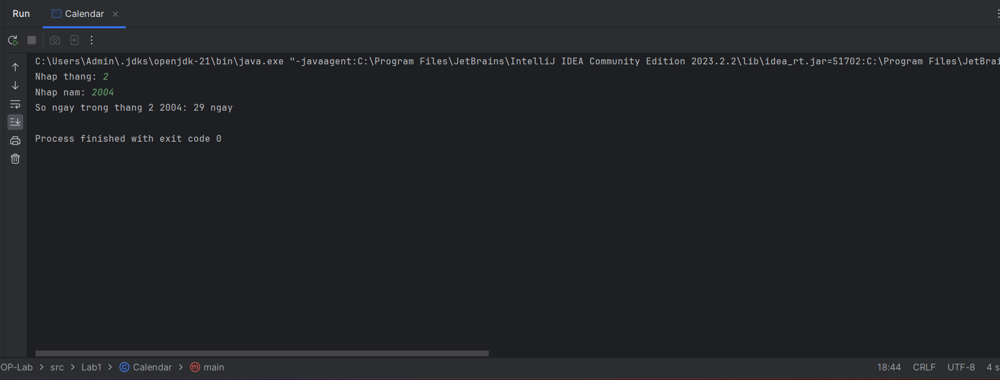 Run Calendar
C:\Users\Admin\.jdks\openjdk-21\bin\java.exe "-javaagent:C:\Program Files\JetBrains\IntelliJ IDEA Community Edition 2023.2.2\lib\idea_rt.jar=51702:C:\Program Files\JetBrai
Nhap thang: 2
Nhap nam: 2004
So ngay trong thang 2 2004: 29 ngay
Process finished with exit code 0
OP-Lab > src > Lab1 > Calendar > main 18:44 CRLF UTF-8 4 s